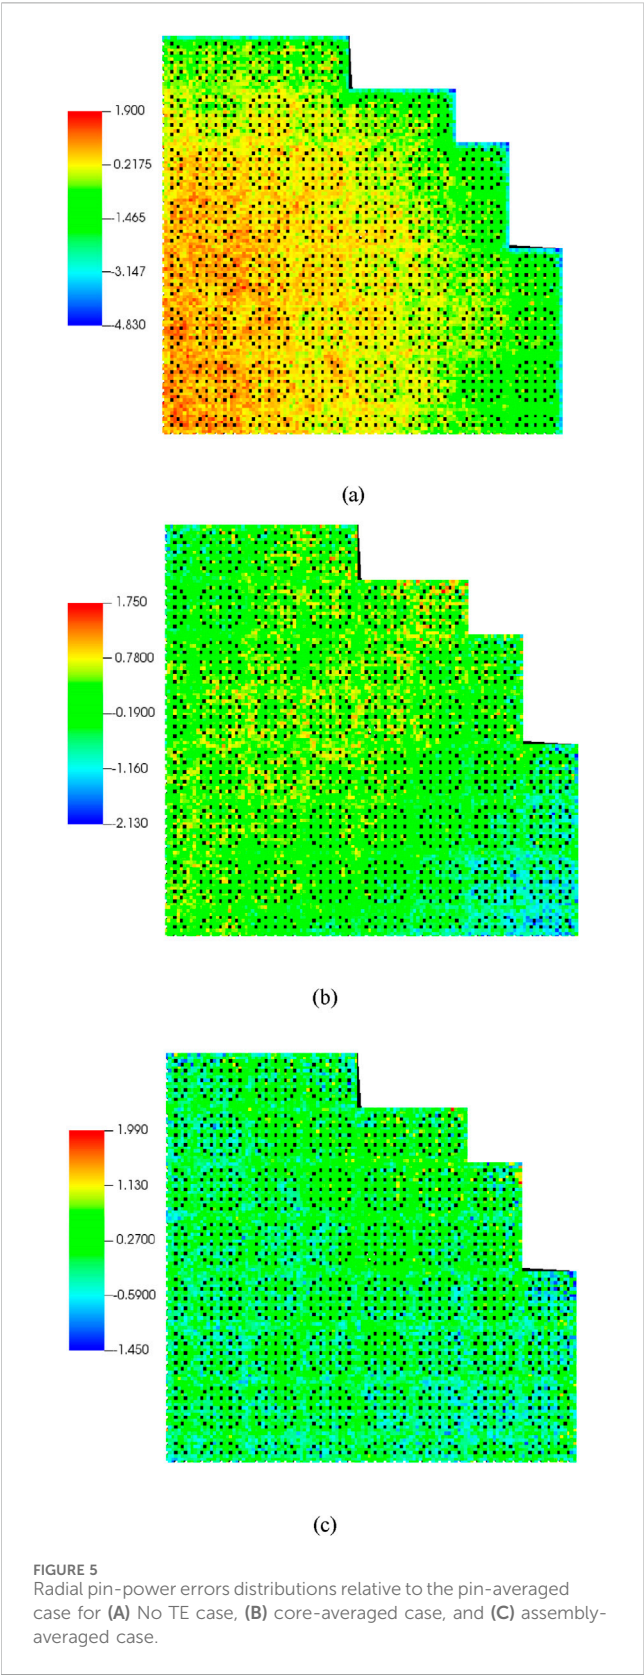 1.900
0.2175
-1.465
-3.147
-4.830
(a)
1.750
0.7800
-0.1900
-1.160
-2.130
(b)
1.990
1.130
0.2700
-0.5900
-1.450
(c)
FIGURE 5
Radial pin-power errors distributions relative to the pin-averaged
case for (A) No TE case, (B) core-averaged case, and (C) assembly-
averaged case.